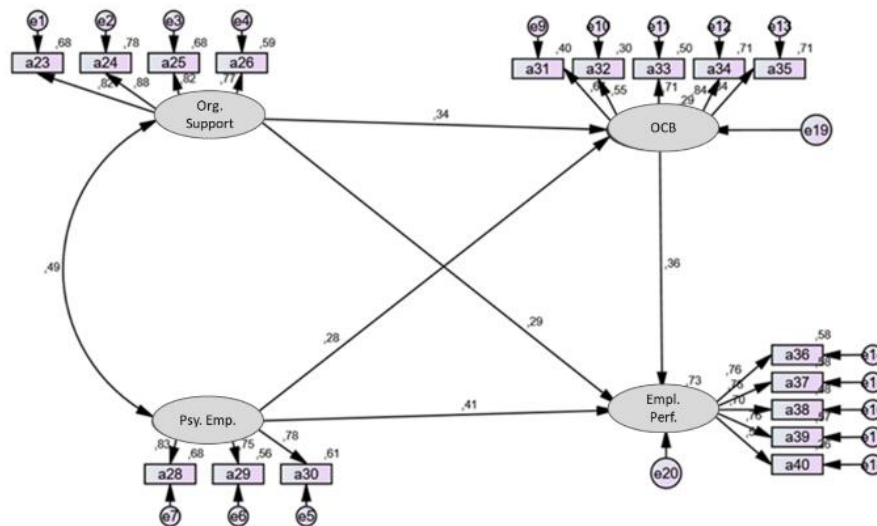 e1 e2 e3 e4
,68 ,78 ,68 ,59
a23 a24 a25 a26
,82 ,88 ,82 ,77
Org.
Support
e9 e10 e11 e12 e13
,40 ,30 ,50 ,71 ,71
a31 a32 a33 a34 a35
,55 ,71 ,84
,29
OCB
e19
,34
,49
,36
,28
,29
,41
Psy. Emp.
,83 ,75 ,78
,68 ,56 ,61
a28 a29 a30
e7 e6 e5
Empl.
Perf.
,73
e20
,76 ,70 ,76
,58
a36
a37
a38
a39
a40